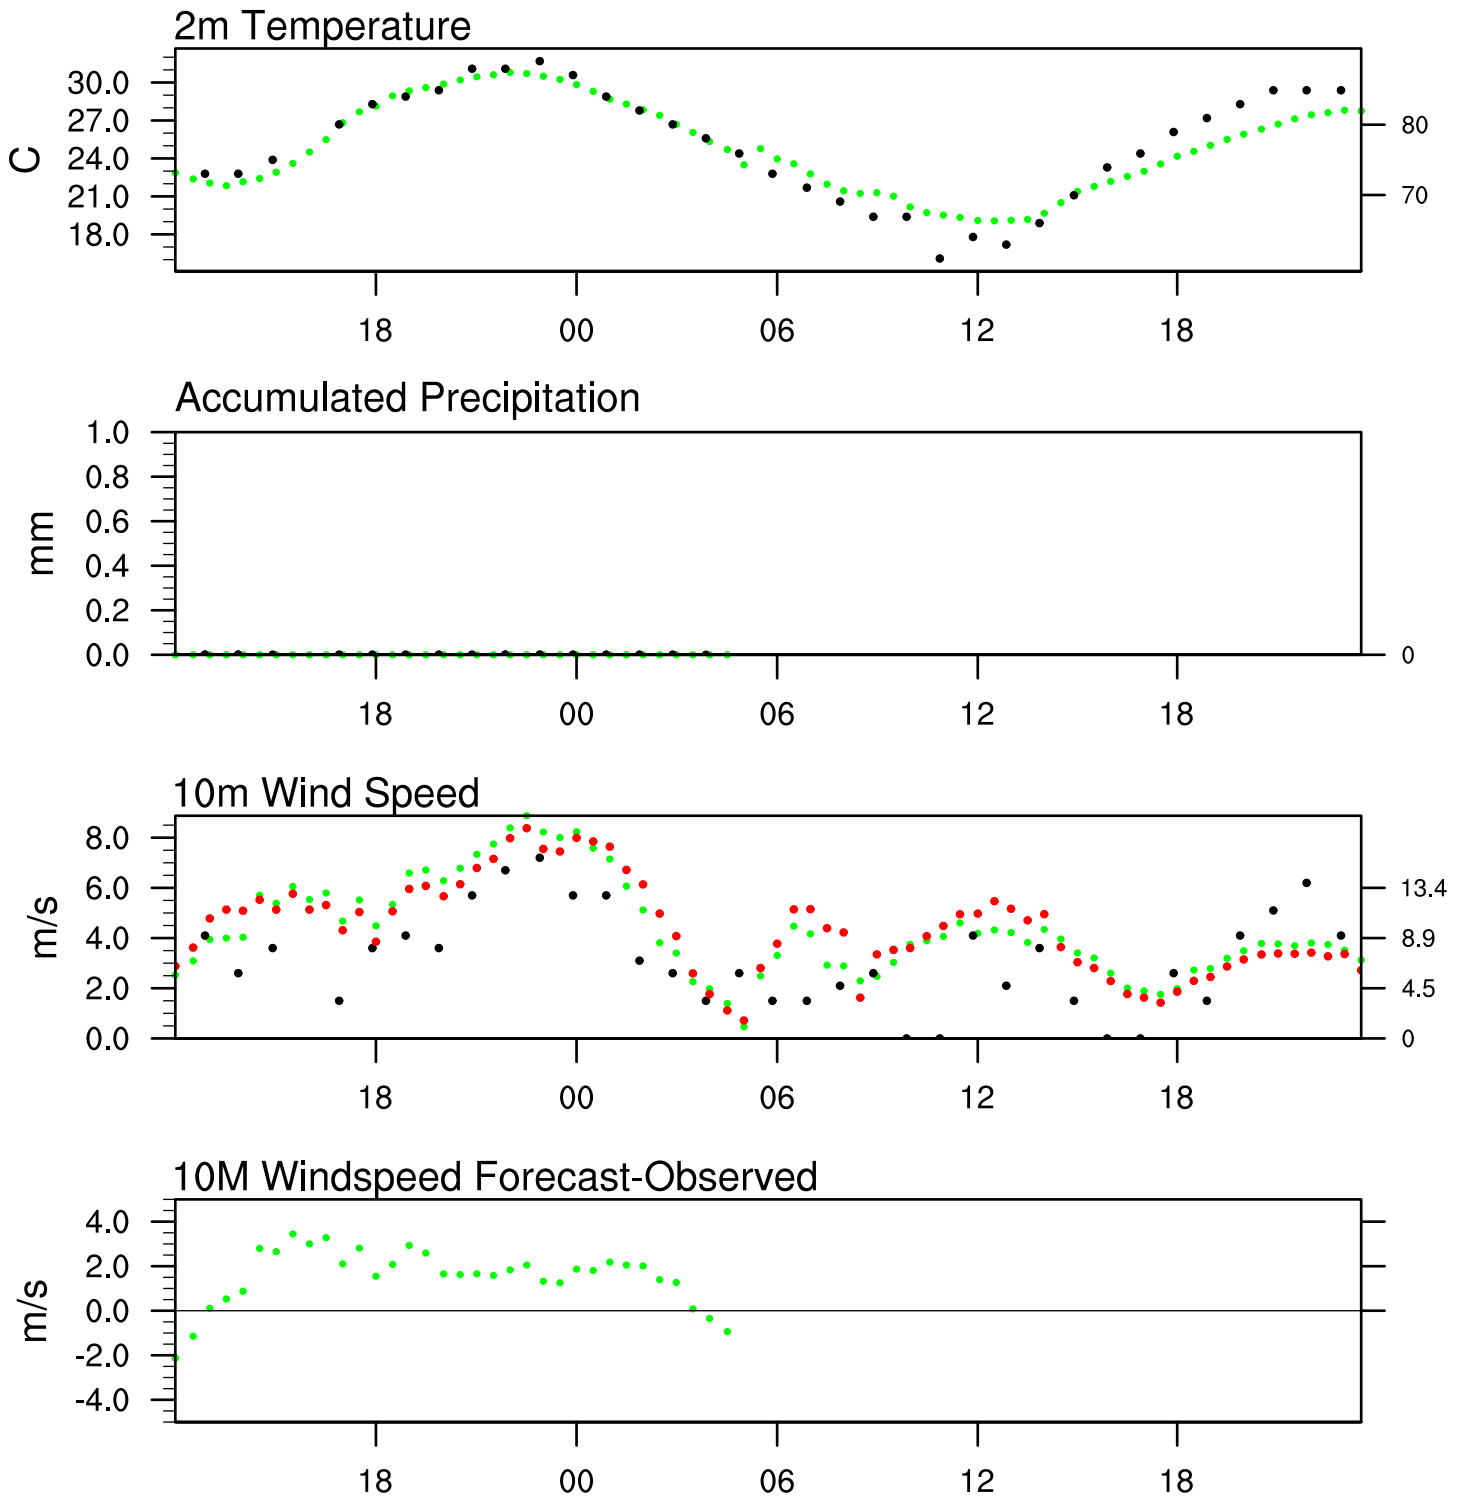 2m Temperature
30.0
27.0
24.0
21.0
18.0
C
80
70
18 00 06 12 18
Accumulated Precipitation
1.0
0.8
0.6
0.4
0.2
0.0
mm
0
18 00 06 12 18
10m Wind Speed
8.0
6.0
4.0
2.0
0.0
m/s
13.4
8.9
4.5
0
18 00 06 12 18
10M Windspeed Forecast-Observed
4.0
2.0
0.0
-2.0
-4.0
m/s
18 00 06 12 18